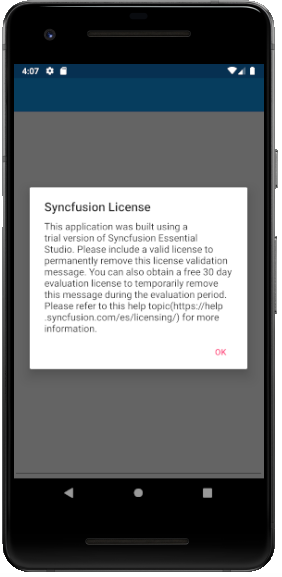 4:07
Syncfusion License
This application was built using a
trial version of Syncfusion Essential
Studio. Please include a valid license to
permanently remove this license validation
message. You can also obtain a free 30 day
evaluation license to temporarily remove
this message during the evaluation period.
Please refer to this help topic(https://help
.syncfusion.com/es/licensing/) for more
information.
OK